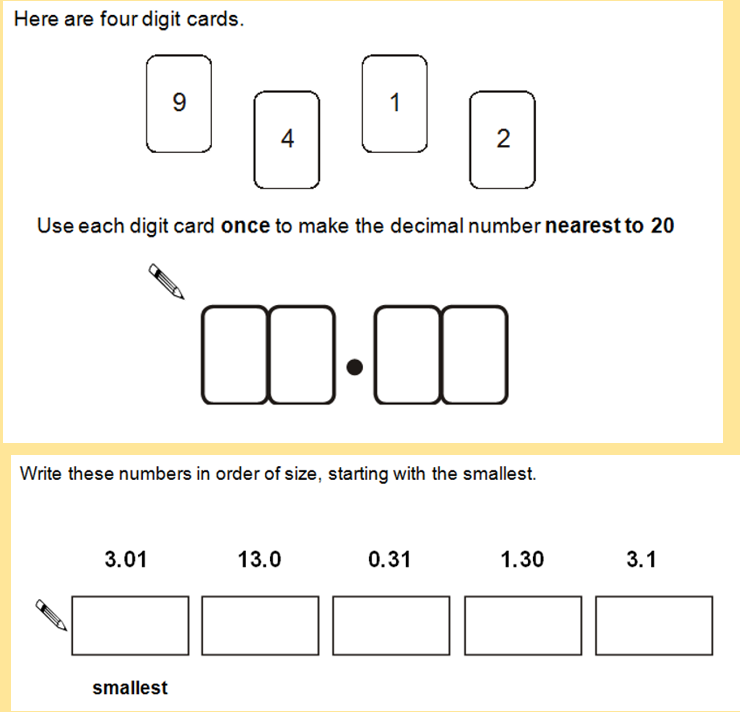 Here are four digit cards.
9
4
1
2
Use each digit card once to make the decimal number nearest to 20
Write these numbers in order of size, starting with the smallest.
3.01 13.0 0.31 1.30 3.1
smallest